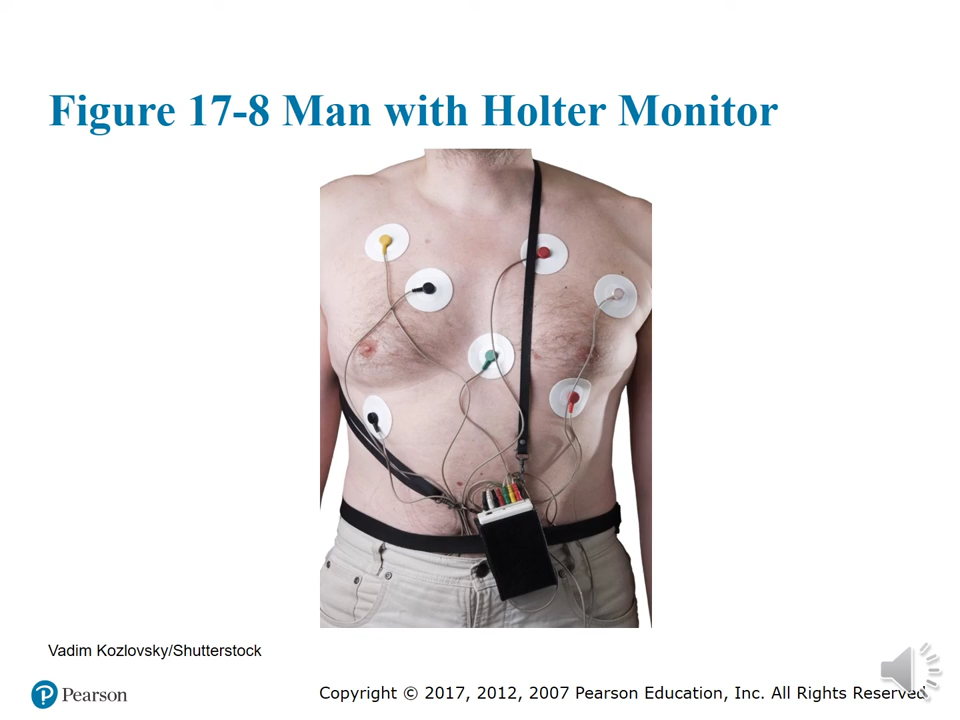 Figure 17-8 Man with Holter Monitor
Vadim Kozlovsky/Shutterstock
Pearson
Copyright © 2017, 2012, 2007 Pearson Education, Inc. All Rights Reserved